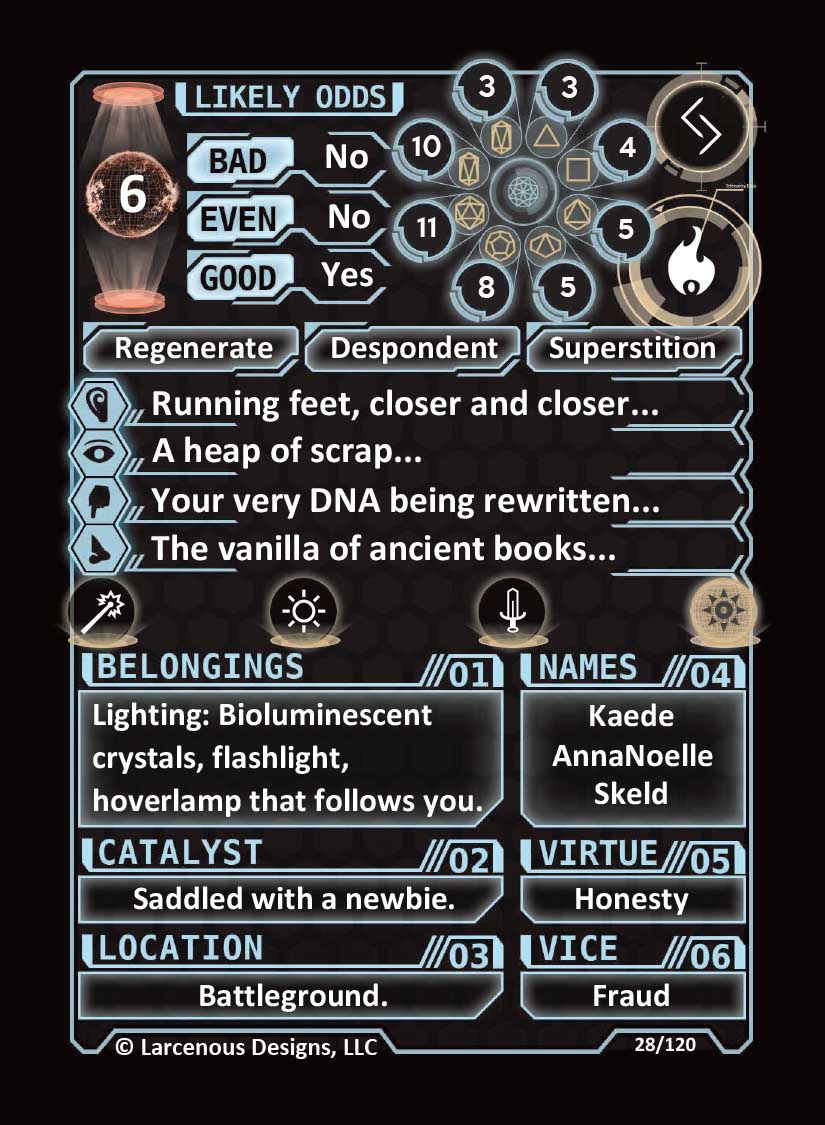 LIKELY ODDS
6
BAD No
EVEN No
GOOD Yes
3
3
10
4
11
5
8
5
Telemetry Data
Regenerate
Despondent
Superstition
Running feet, closer and closer...
A heap of scrap...
Your very DNA being rewritten...
The vanilla of ancient books...
BELONGINGS ///01
Lighting: Bioluminescent
crystals, flashlight,
hoverlamp that follows you.
NAMES ///04
Kaede
AnnaNoelle
Skeld
CATALYST ///02
Saddled with a newbie.
VIRTUE ///05
Honesty
LOCATION ///03
Battleground.
VICE ///06
Fraud
© Larcenous Designs, LLC
28/120